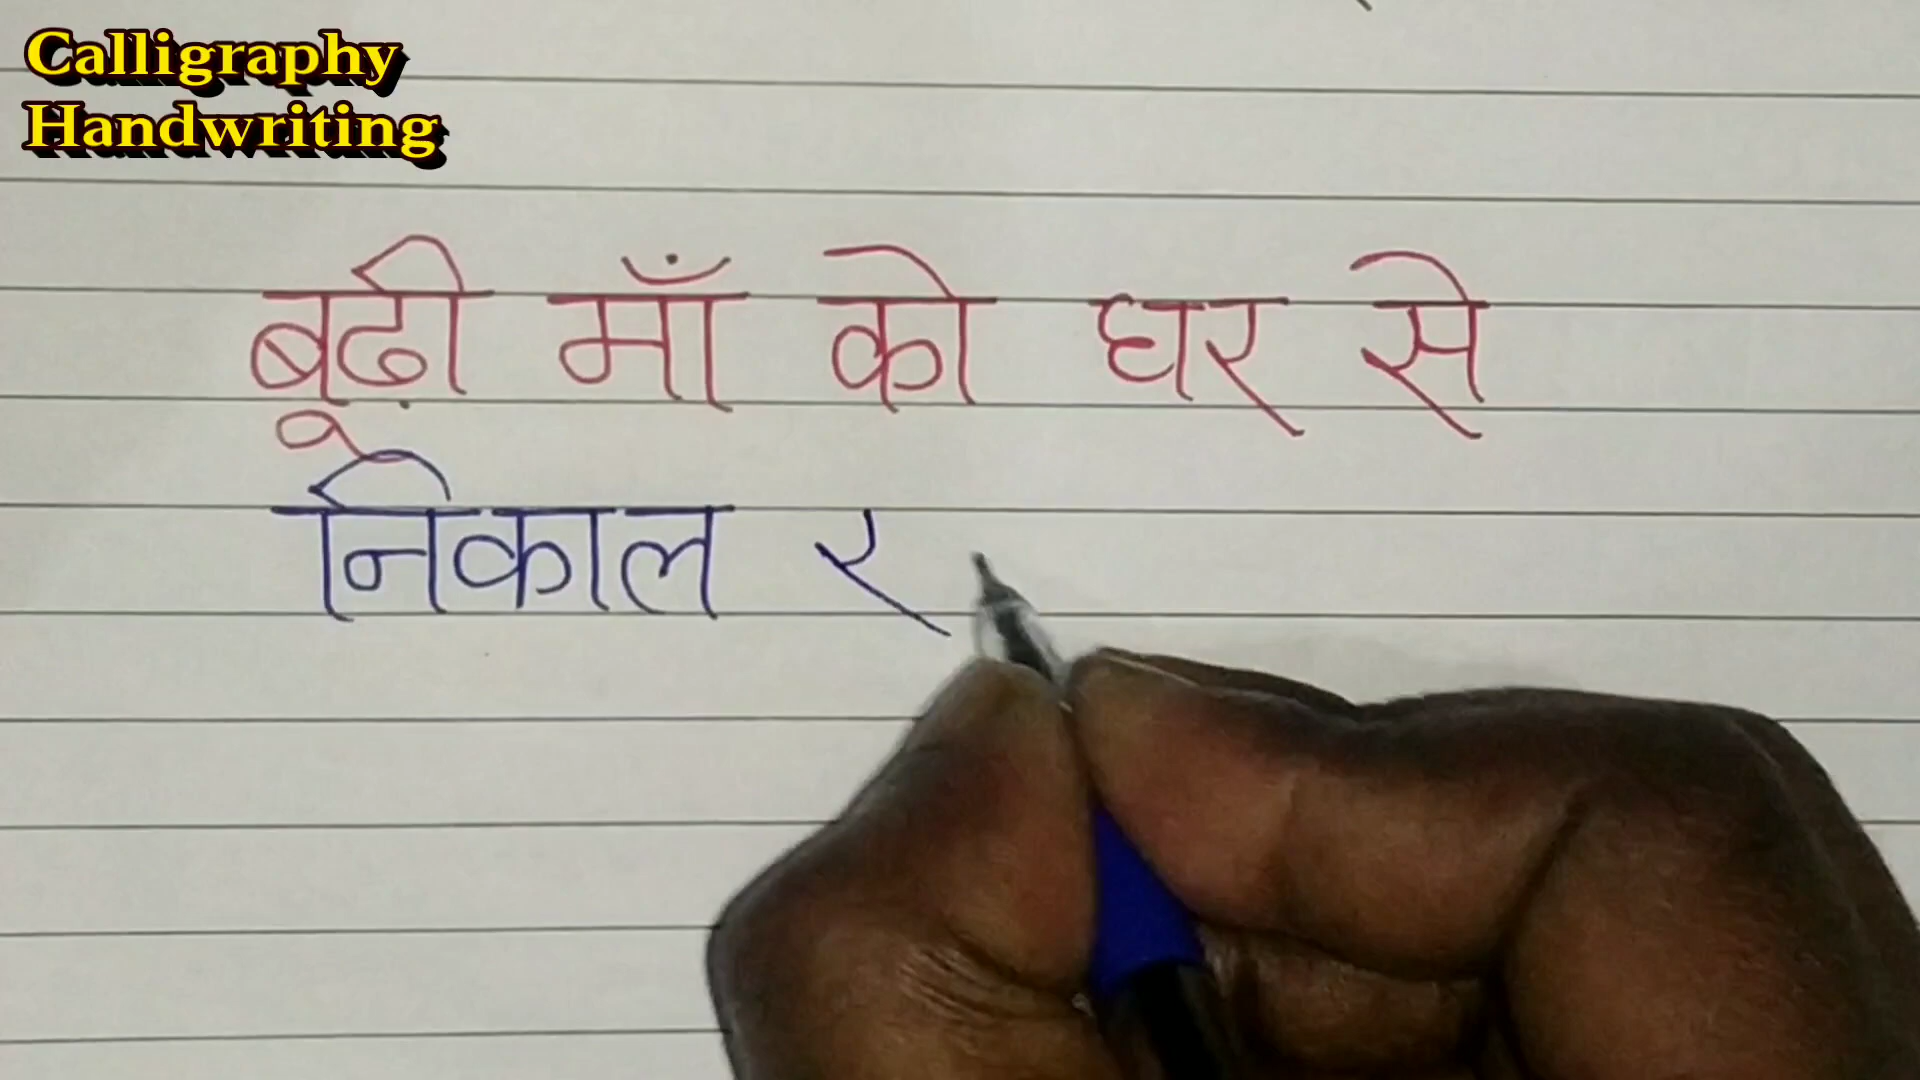 Calligraphy
Handwriting
बूढ़ी माँ को घर से
निकाल र